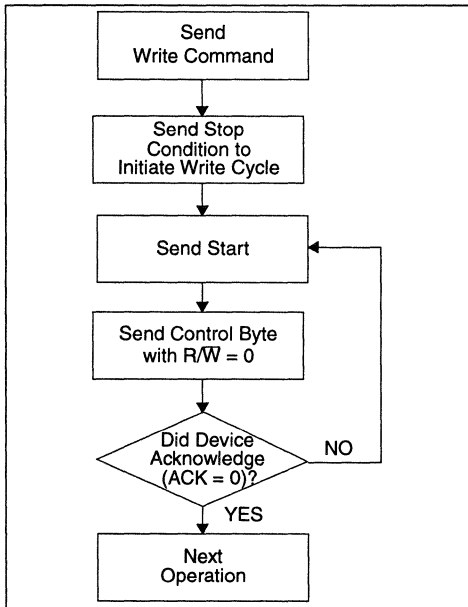 Send
Write Command
Send Stop
Condition to
Initiate Write Cycle
Send Start
Send Control Byte
with R/W̅ = 0
Did Device
Acknowledge
(ACK = 0)?
NO
YES
Next
Operation